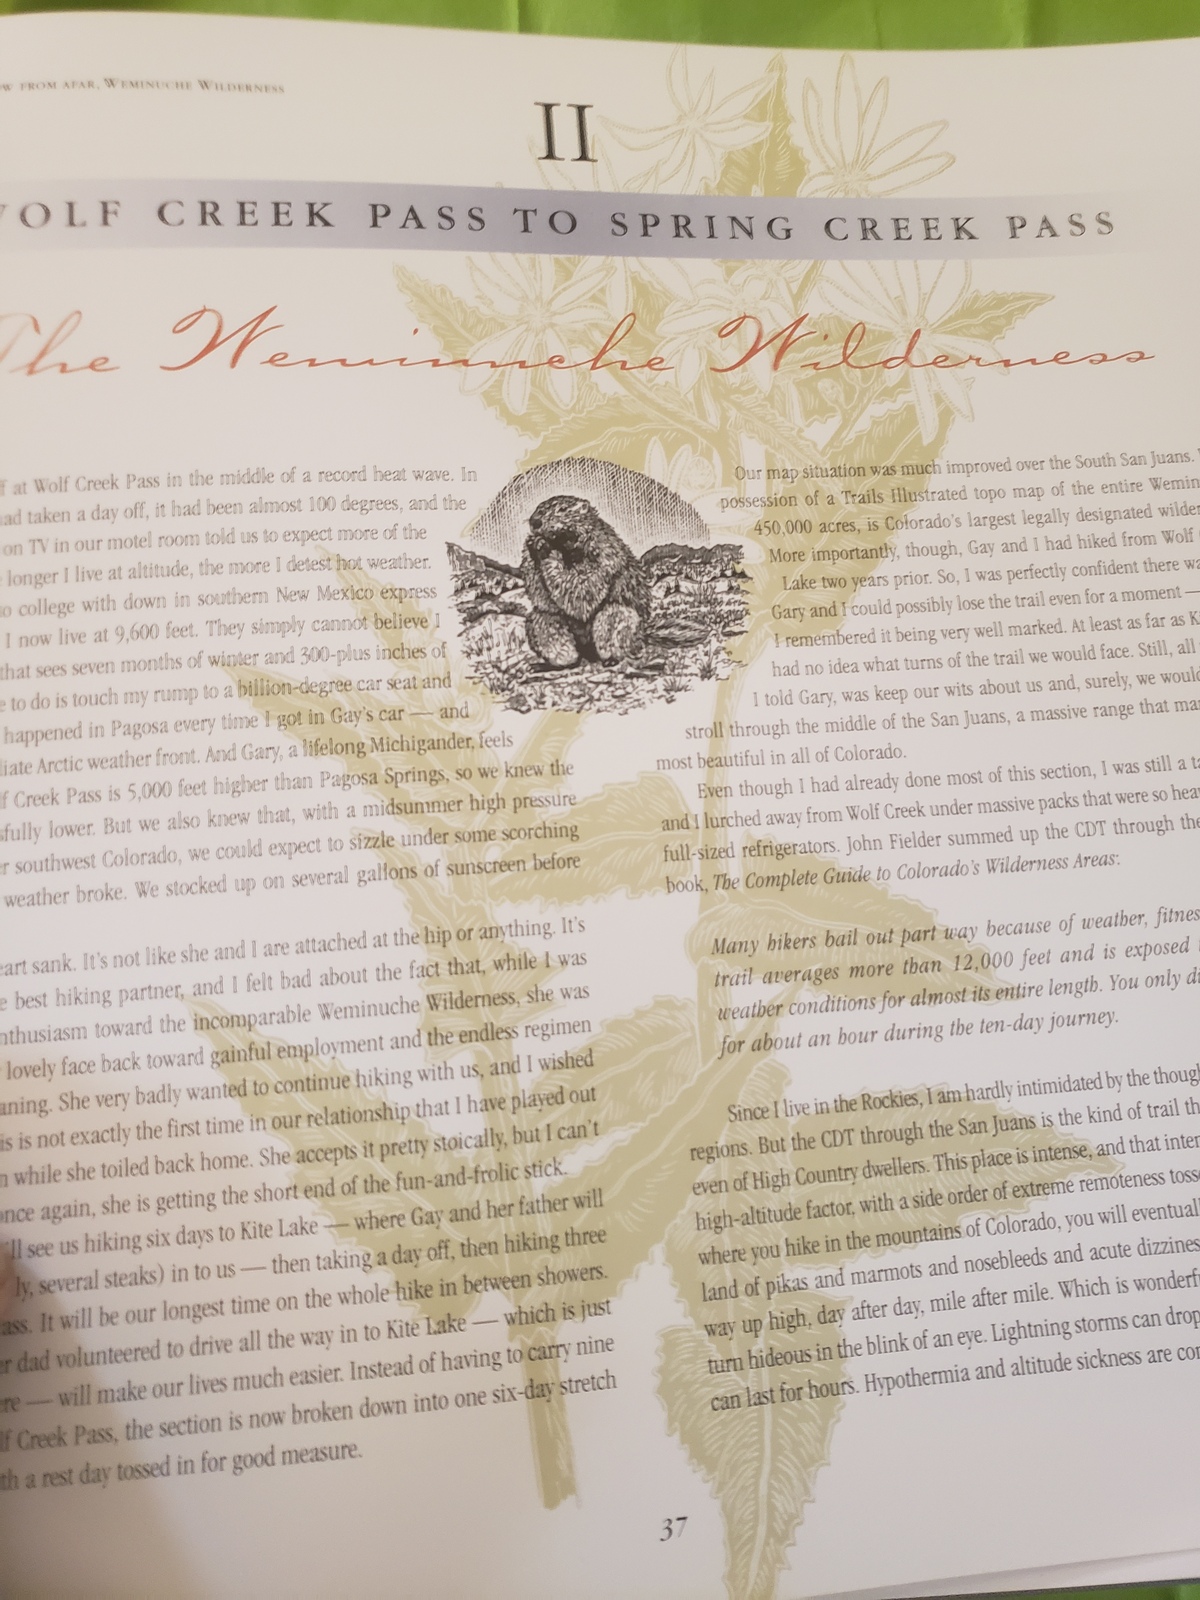 FROM AFAR, WEMINUCHE WILDERNESS
II
OLF CREEK PASS TO SPRING CREEK PASS
The Weminuche Wilderness
at Wolf Creek Pass in the middle of a record heat wave. In
ad taken a day off, it had been almost 100 degrees, and the
on TV in our motel room told us to expect more of the
longer I live at altitude, the more I detest hot weather.
o college with down in southern New Mexico express
I now live at 9,600 feet. They simply cannot believe I
that sees seven months of winter and 300-plus inches of
e to do is touch my rump to a billion-degree car seat and
happened in Pagosa every time I got in Gay's car — and
liate Arctic weather front. And Gary, a lifelong Michigander, feels
f Creek Pass is 5,000 feet higher than Pagosa Springs, so we knew the
sfully lower. But we also knew that, with a midsummer high pressure
er southwest Colorado, we could expect to sizzle under some scorching
weather broke. We stocked up on several gallons of sunscreen before
eart sank. It's not like she and I are attached at the hip or anything. It's
e best hiking partner, and I felt bad about the fact that, while I was
nthusiasm toward the incomparable Weminuche Wilderness, she was
lovely face back toward gainful employment and the endless regimen
aning. She very badly wanted to continue hiking with us, and I wished
is is not exactly the first time in our relationship that I have played out
n while she toiled back home. She accepts it pretty stoically, but I can't
once again, she is getting the short end of the fun-and-frolic stick.
'll see us hiking six days to Kite Lake — where Gay and her father will
ly, several steaks) in to us — then taking a day off, then hiking three
ass. It will be our longest time on the whole hike in between showers.
er dad volunteered to drive all the way in to Kite Lake — which is just
re — will make our lives much easier. Instead of having to carry nine
lf Creek Pass, the section is now broken down into one six-day stretch
th a rest day tossed in for good measure.
Our map situation was much improved over the South San Juans.
possession of a Trails Illustrated topo map of the entire Wemin
450,000 acres, is Colorado's largest legally designated wilder
More importantly, though, Gay and I had hiked from Wolf
Lake two years prior. So, I was perfectly confident there wa
Gary and I could possibly lose the trail even for a moment —
I remembered it being very well marked. At least as far as K
had no idea what turns of the trail we would face. Still, all
I told Gary, was keep our wits about us and, surely, we would
stroll through the middle of the San Juans, a massive range that ma
most beautiful in all of Colorado.
Even though I had already done most of this section, I was still a t
and I lurched away from Wolf Creek under massive packs that were so hea
full-sized refrigerators. John Fielder summed up the CDT through the
book, The Complete Guide to Colorado's Wilderness Areas:
Many hikers bail out part way because of weather, fitnes
trail averages more than 12,000 feet and is exposed
weather conditions for almost its entire length. You only di
for about an hour during the ten-day journey.
Since I live in the Rockies, I am hardly intimidated by the though
regions. But the CDT through the San Juans is the kind of trail th
even of High Country dwellers. This place is intense, and that inten
high-altitude factor, with a side order of extreme remoteness tosse
where you hike in the mountains of Colorado, you will eventuall
land of pikas and marmots and nosebleeds and acute dizzines
way up high, day after day, mile after mile. Which is wonderf
turn hideous in the blink of an eye. Lightning storms can drop
can last for hours. Hypothermia and altitude sickness are co
37